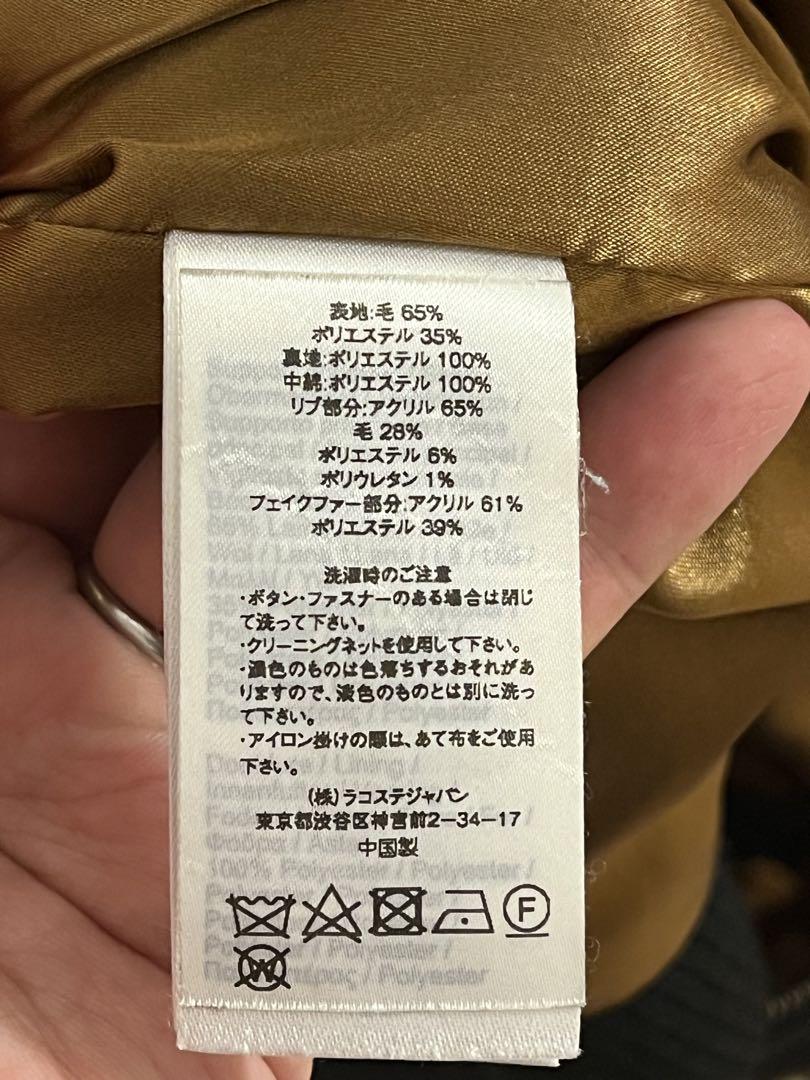 表地:毛 65%
ポリエステル 35%
裏地:ポリエステル 100%
中綿:ポリエステル 100%
リブ部分:アクリル 65%
毛 28%
ポリエステル 6%
ポリウレタン 1%
フェイクファー部分:アクリル 61%
ポリエステル 39%
洗濯時のご注意
・ボタン・ファスナーのある場合は閉じ
て洗って下さい。
・クリーニングネットを使用して下さい。
・濃色のものは色落ちするおそれがあ
りますので、淡色のものとは別に洗っ
て下さい。
・アイロン掛けの際は、あて布をご使用
下さい。
(株)ラコステジャパン
東京都渋谷区神宮前2-34-17
中国製
F
W